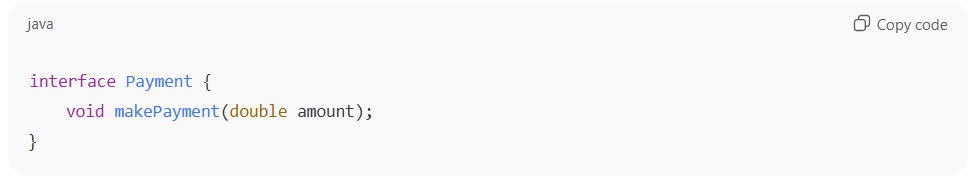 java
Copy code
interface Payment {
    void makePayment(double amount);
}